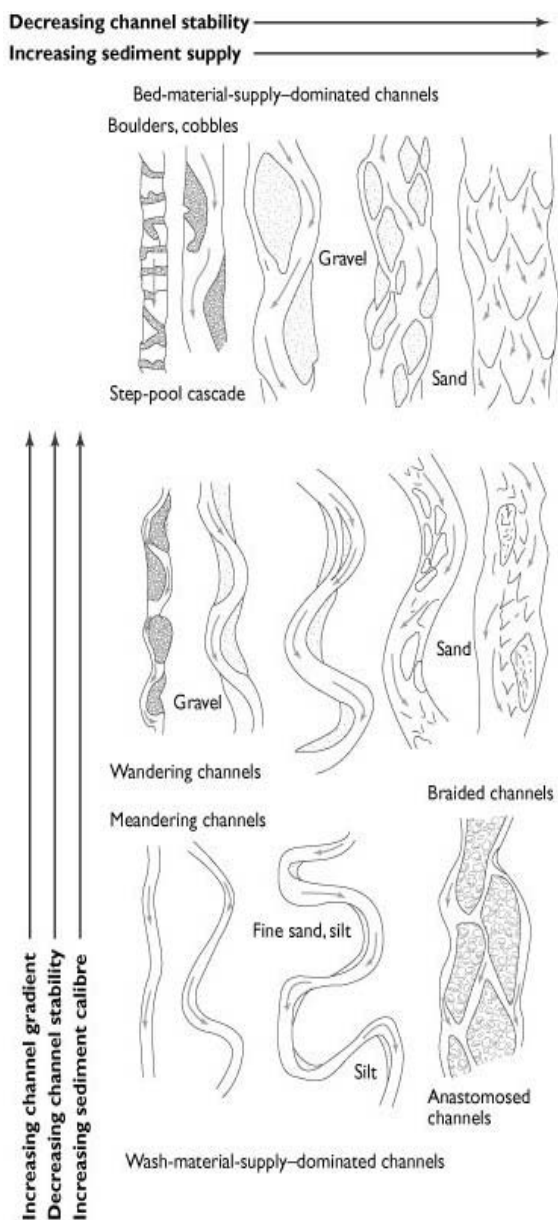 Decreasing channel stability
Increasing sediment supply
Bed-material-supply–dominated channels
Boulders, cobbles
Gravel
Sand
Step-pool cascade
Sand
Gravel
Wandering channels
Braided channels
Meandering channels
Fine sand, silt
Silt
Anastomosed
channels
Wash-material-supply–dominated channels
Increasing channel gradient
Decreasing channel stability
Increasing sediment calibre